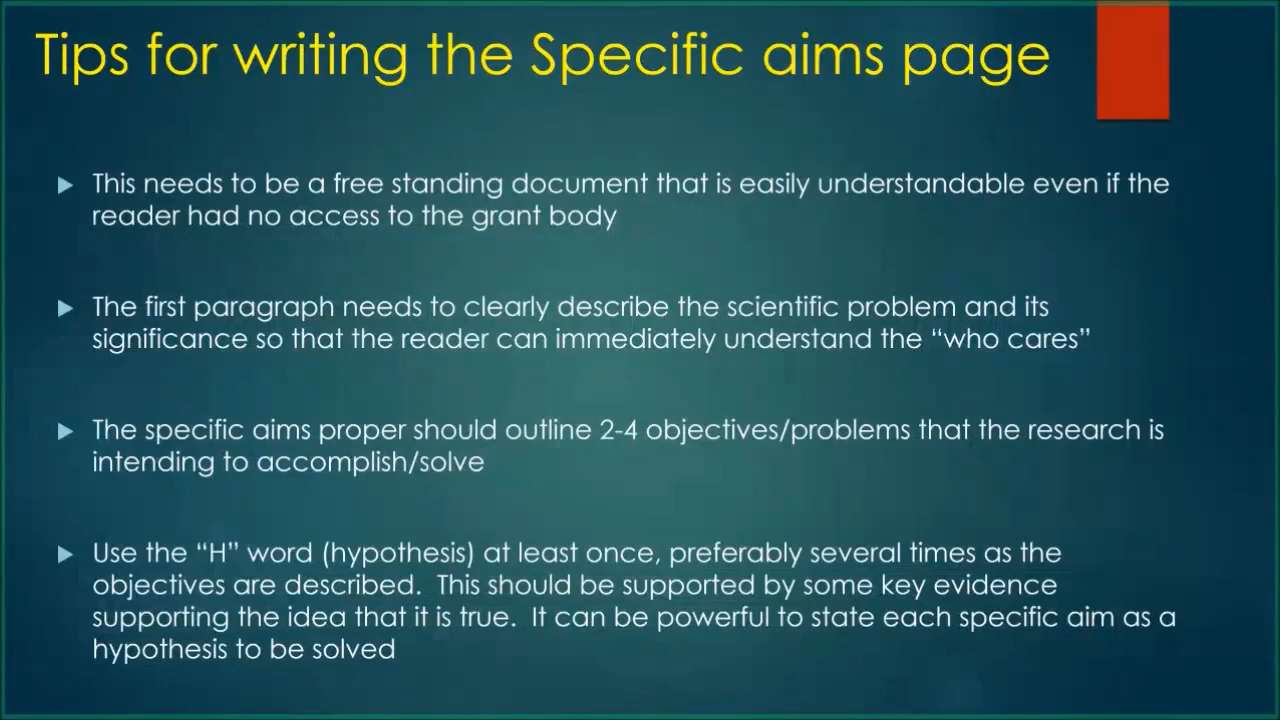 Tips for writing the Specific aims page
This needs to be a free standing document that is easily understandable even if the
reader had no access to the grant body
The first paragraph needs to clearly describe the scientific problem and its
significance so that the reader can immediately understand the “who cares”
The specific aims proper should outline 2-4 objectives/problems that the research is
intending to accomplish/solve
Use the “H” word (hypothesis) at least once, preferably several times as the
objectives are described.  This should be supported by some key evidence
supporting the idea that it is true.  It can be powerful to state each specific aim as a
hypothesis to be solved